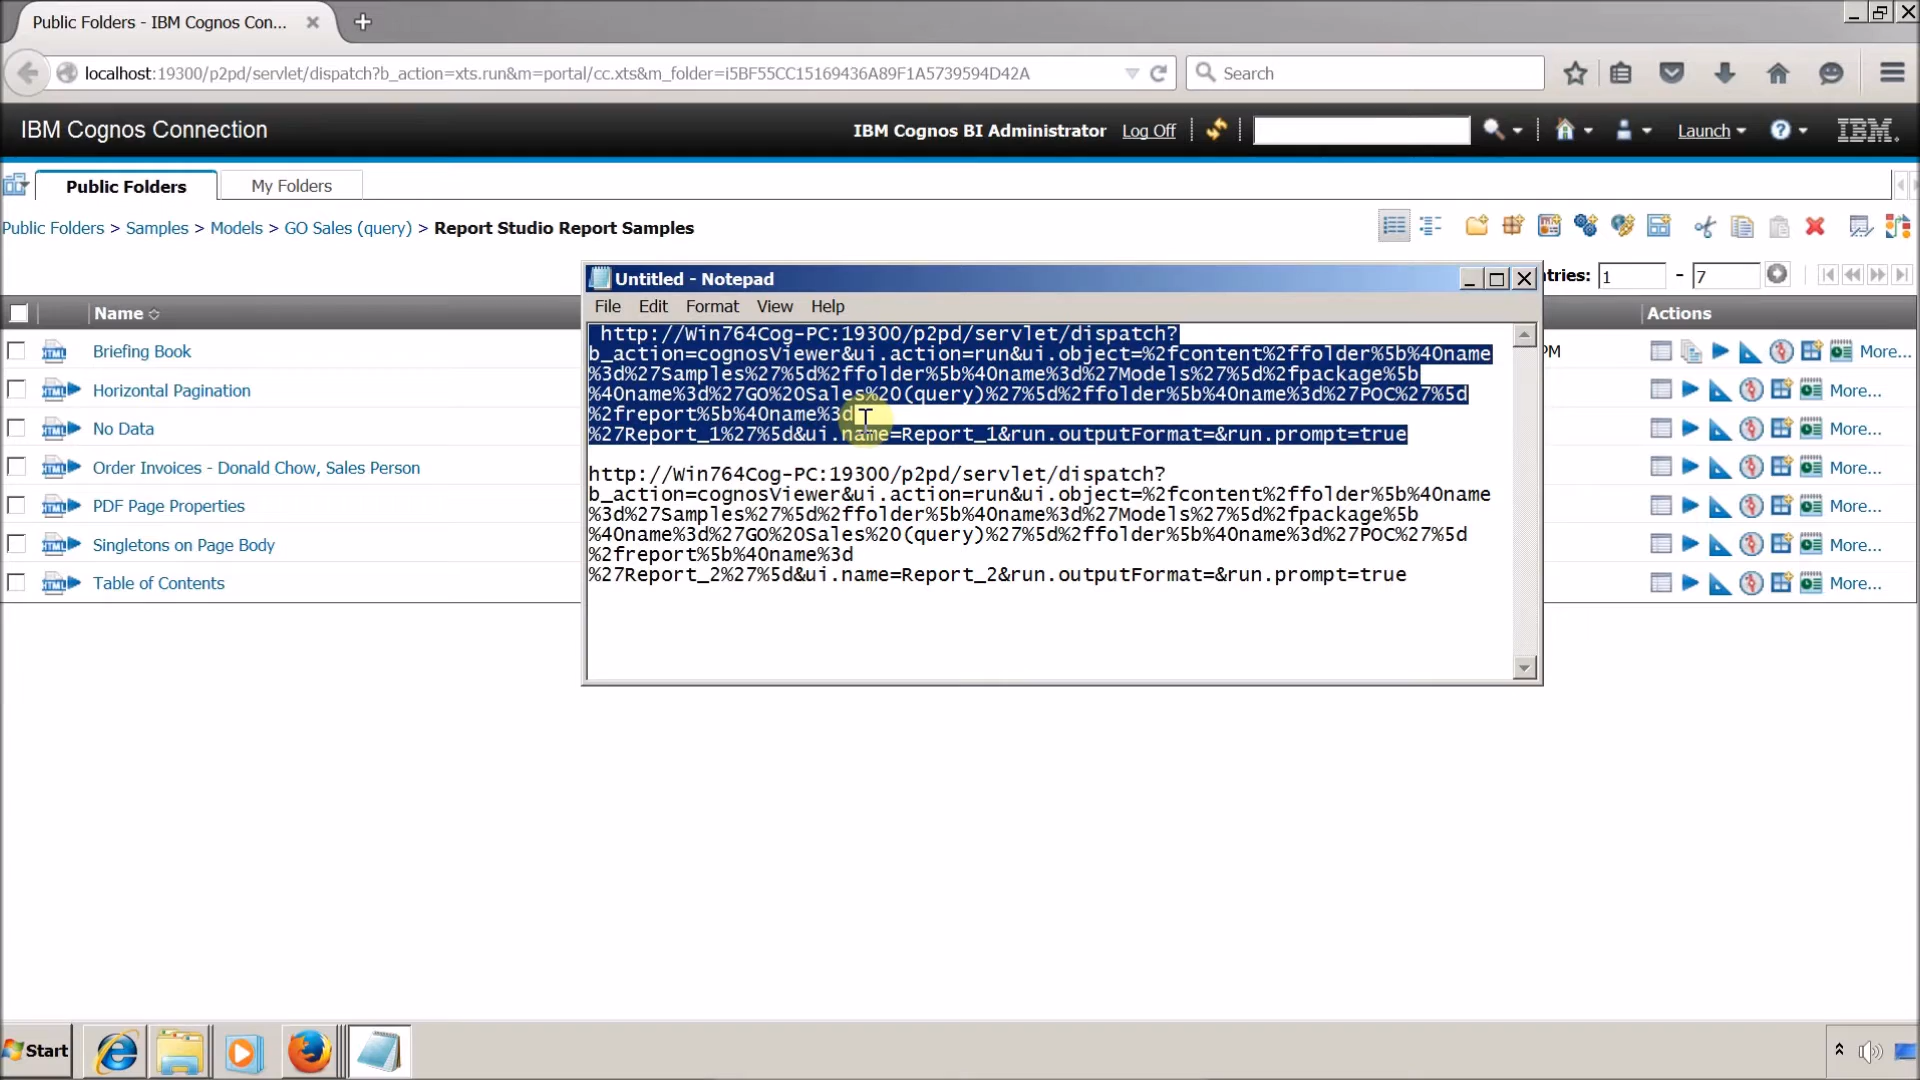 Public Folders - IBM Cognos Con...
localhost:19300/p2pd/servlet/dispatch?b_action=xts.run&m=portal/cc.xts&m_folder=i5BF55CC15169436A89F1A5739594D42A
Search
IBM Cognos Connection
IBM Cognos BI Administrator
Log Off
Launch
IBM.
Public Folders
My Folders
Public Folders > Samples > Models > GO Sales (query) > Report Studio Report Samples
ntries: 1 - 7
Name
Actions
Untitled - Notepad
File Edit Format View Help
http://Win764Cog-PC:19300/p2pd/servlet/dispatch?
b_action=cognosViewer&ui.action=run&ui.object=%2fcontent%2ffolder%5b%40name
%3d%27Samples%27%5d%2ffolder%5b%40name%3d%27Models%27%5d%2fpackage%5b
%40name%3d%27GO%20Sales%20(query)%27%5d%2ffolder%5b%40name%3d%27POC%27%5d
%2freport%5b%40name%3d
%27Report_1%27%5d&ui.name=Report_1&run.outputFormat=&run.prompt=true
http://Win764Cog-PC:19300/p2pd/servlet/dispatch?
b_action=cognosViewer&ui.action=run&ui.object=%2fcontent%2ffolder%5b%40name
%3d%27Samples%27%5d%2ffolder%5b%40name%3d%27Models%27%5d%2fpackage%5b
%40name%3d%27GO%20Sales%20(query)%27%5d%2ffolder%5b%40name%3d%27POC%27%5d
%2freport%5b%40name%3d
%27Report_2%27%5d&ui.name=Report_2&run.outputFormat=&run.prompt=true
Briefing Book
PM
More...
Horizontal Pagination
More...
No Data
More...
Order Invoices - Donald Chow, Sales Person
More...
PDF Page Properties
More...
Singletons on Page Body
More...
Table of Contents
More...
Start